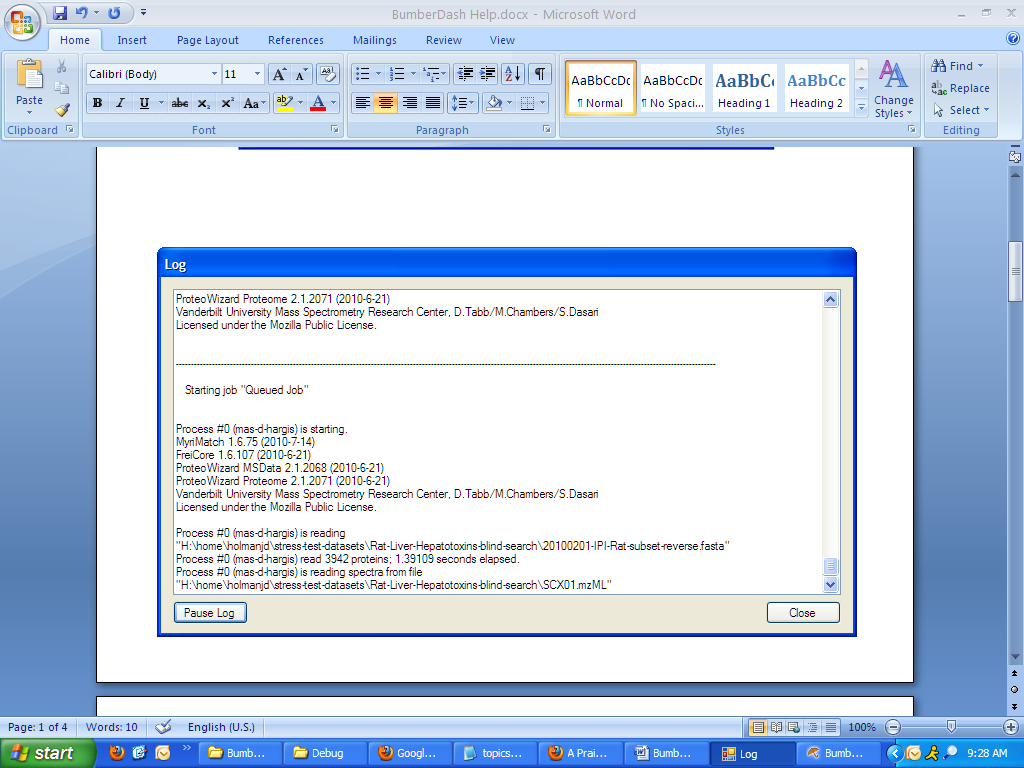 BumberDash Help.docx - Microsoft Word
Home Insert Page Layout References Mailings Review View
Paste
Clipboard
Calibri (Body) 11
B I U abc X₂ X² Aa
Font
Paragraph
AaBbCcDc AaBbCcDc AaBbC AaBbCc
¶ Normal ¶ No Spaci... Heading 1 Heading 2
Change Styles
Styles
Find
Replace
Select
Editing
Log
ProteoWizard Proteome 2.1.2071 (2010-6-21)
Vanderbilt University Mass Spectrometry Research Center, D.Tabb/M.Chambers/S.Dasari
Licensed under the Mozilla Public License.
Starting job "Queued Job"
Process #0 (mas-d-hargis) is starting.
MyriMatch 1.6.75 (2010-7-14)
FreiCore 1.6.107 (2010-6-21)
ProteoWizard MSData 2.1.2068 (2010-6-21)
ProteoWizard Proteome 2.1.2071 (2010-6-21)
Vanderbilt University Mass Spectrometry Research Center, D.Tabb/M.Chambers/S.Dasari
Licensed under the Mozilla Public License.
Process #0 (mas-d-hargis) is reading
"H:\home\holmanjd\stress-test-datasets\Rat-Liver-Hepatotoxins-blind-search\20100201-IPI-Rat-subset-reverse.fasta"
Process #0 (mas-d-hargis) read 3942 proteins; 1.39109 seconds elapsed.
Process #0 (mas-d-hargis) is reading spectra from file
"H:\home\holmanjd\stress-test-datasets\Rat-Liver-Hepatotoxins-blind-search\SCX01.mzML"
Pause Log Close
Page: 1 of 4 Words: 10 English (U.S.) 100%
start Bumb... Debug Googl... topics... A Prai... Bumb... Log Bumb... 9:28 AM